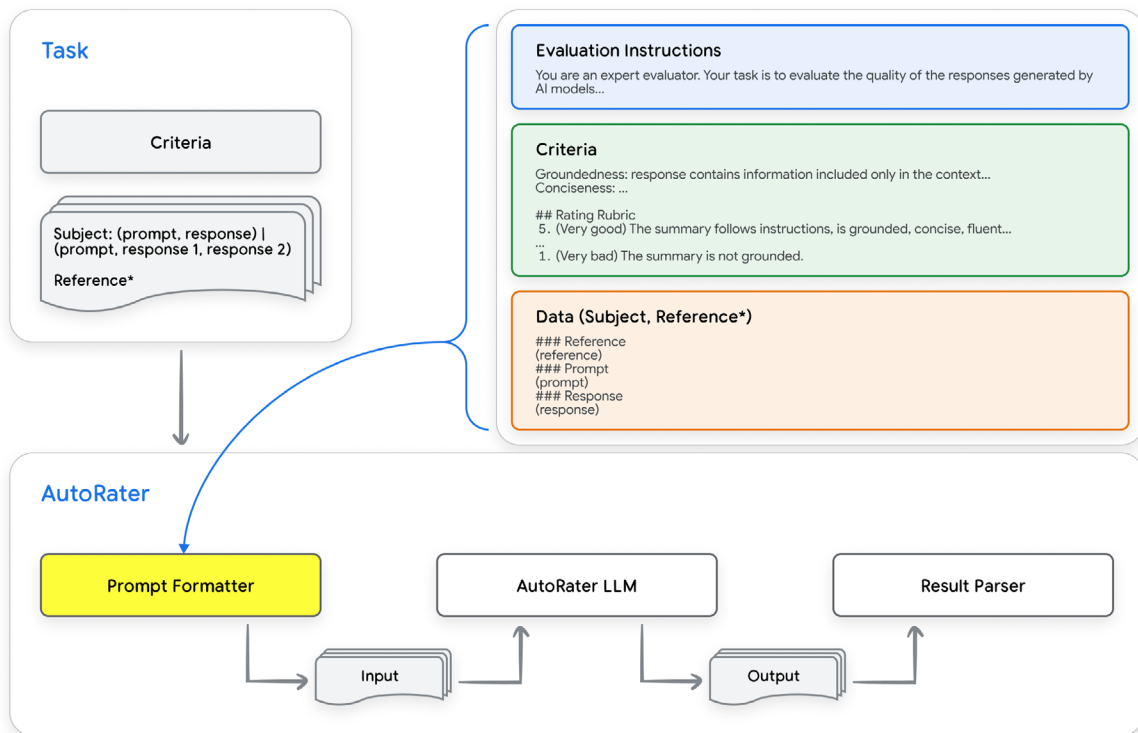 Task
Criteria
Subject: (prompt, response) |
(prompt, response 1, response 2)
Reference*
Evaluation Instructions
You are an expert evaluator. Your task is to evaluate the quality of the responses generated by
AI models...
Criteria
Groundedness: response contains information included only in the context...
Conciseness: ...
## Rating Rubric
5. (Very good) The summary follows instructions, is grounded, concise, fluent...
...
1. (Very bad) The summary is not grounded.
Data (Subject, Reference*)
### Reference
(reference)
### Prompt
(prompt)
### Response
(response)
AutoRater
Prompt Formatter
AutoRater LLM
Result Parser
Input
Output